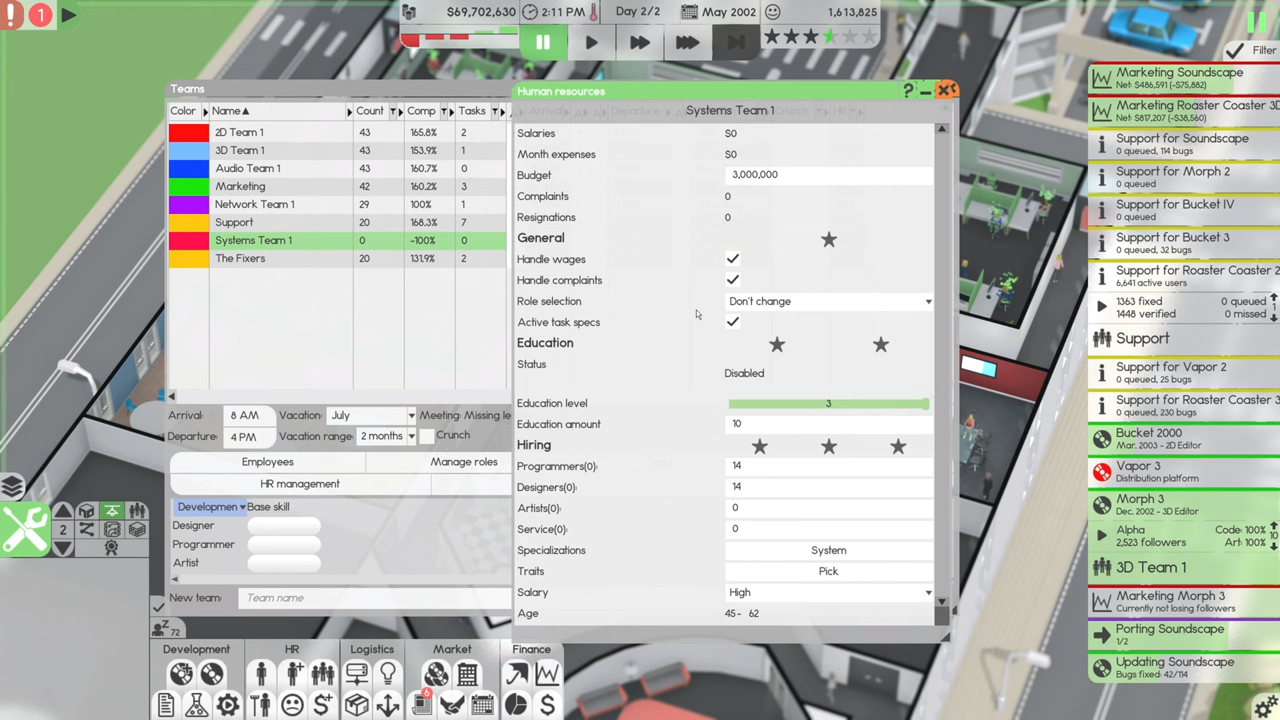 1
$69,702,630
2:11 PM
Day 2/2
May 2002
1,613,825
Filter
Teams
Color
Name
Count
Comp
Tasks
2D Team 1 43 165.8% 2
3D Team 1 43 153.9% 1
Audio Team 1 43 160.7% 0
Marketing 42 160.2% 3
Network Team 1 29 100% 1
Support 20 168.3% 7
Systems Team 1 0 -100% 0
The Fixers 20 131.9% 2
Arrival: 8 AM Vacation: July Meeting: Missing le
Departure: 4 PM Vacation range: 2 months Crunch
Employees Manage roles
HR management
Developmen Base skill
Designer
Programmer
Artist
New team: Team name
Human resources
?
Systems Team 1
Salaries $0
Month expenses $0
Budget 3,000,000
Complaints 0
Resignations 0
General
Handle wages
Handle complaints
Role selection Don't change
Active task specs
Education
Status
Disabled
Education level 3
Education amount 10
Hiring
Programmers(0) 14
Designers(0) 14
Artists(0) 0
Service(0) 0
Specializations System
Traits Pick
Salary High
Age 45- 62
Marketing Soundscape
Net: $486,591 (-$75,882)
Marketing Roaster Coaster 3D
Net: $817,207 (-$38,560)
Support for Soundscape
0 queued, 114 bugs
Support for Morph 2
0 queued
Support for Bucket IV
0 queued
Support for Bucket 3
0 queued, 32 bugs
Support for Roaster Coaster 2
6,641 active users
1363 fixed 0 queued
1448 verified 0 missed
1
Support
Support for Vapor 2
0 queued, 25 bugs
Support for Roaster Coaster 3
0 queued, 230 bugs
Bucket 2000
Mar. 2003 - 2D Editor
Vapor 3
Distribution platform
Morph 3
Dec. 2002 - 3D Editor
Alpha Code: 100%
2,523 followers Art: 100%
10
3D Team 1
Marketing Morph 3
Currently not losing followers
Porting Soundscape
1/2
Updating Soundscape
Bugs fixed: 42/114
2
72
Development HR Logistics Market Finance
6